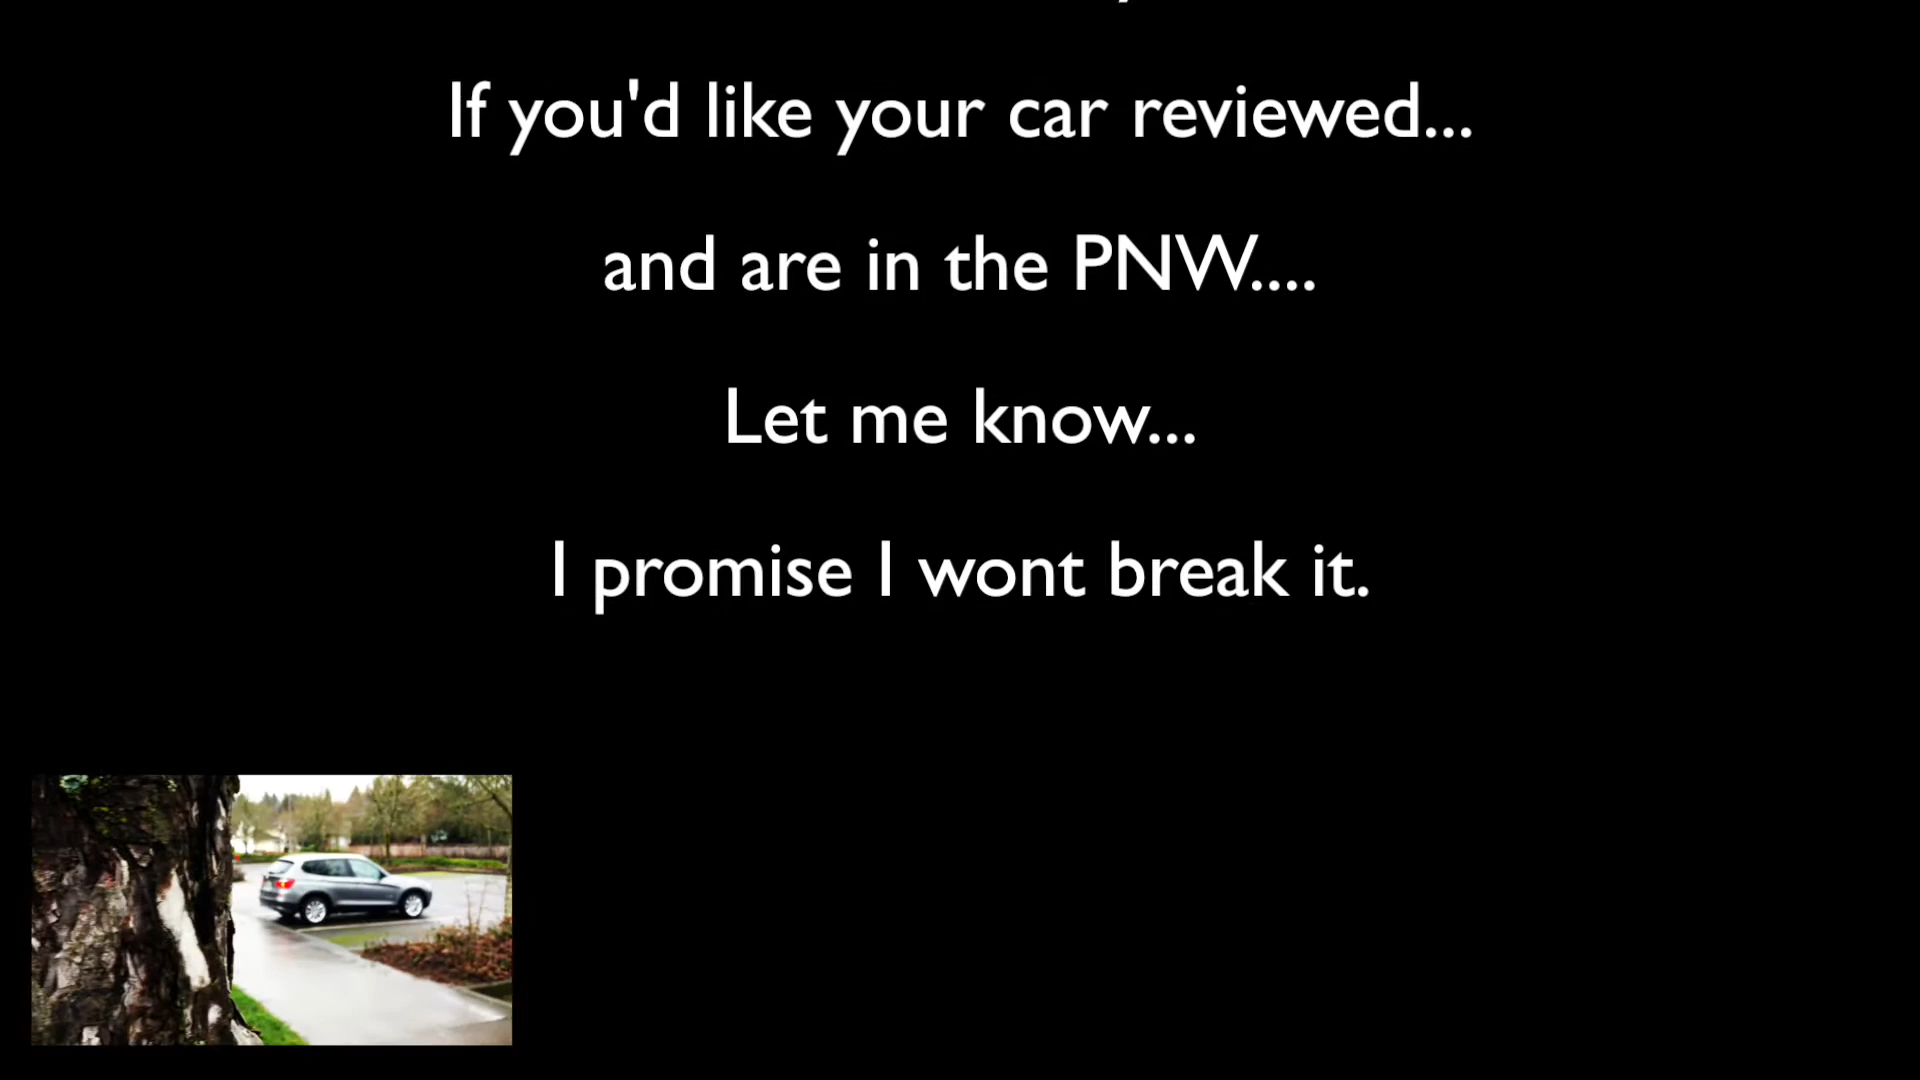 If you'd like your car reviewed...
and are in the PNW....
Let me know...
I promise I wont break it.